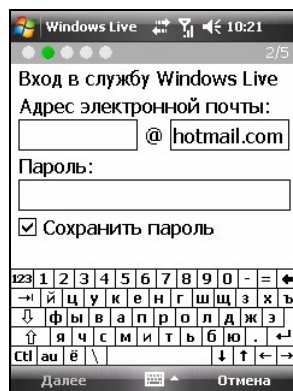 Windows Live 10:21
2/5
Вход в службу Windows Live
Адрес электронной почты:
@ hotmail.com
Пароль:
Сохранить пароль
123 1 2 3 4 5 6 7 8 9 0 - =
й ц у к е н г ш щ з х ъ
ф ы в а п р о л д ж э
я ч с м и т ь б ю .
Ctl au ё \
Далее Отмена